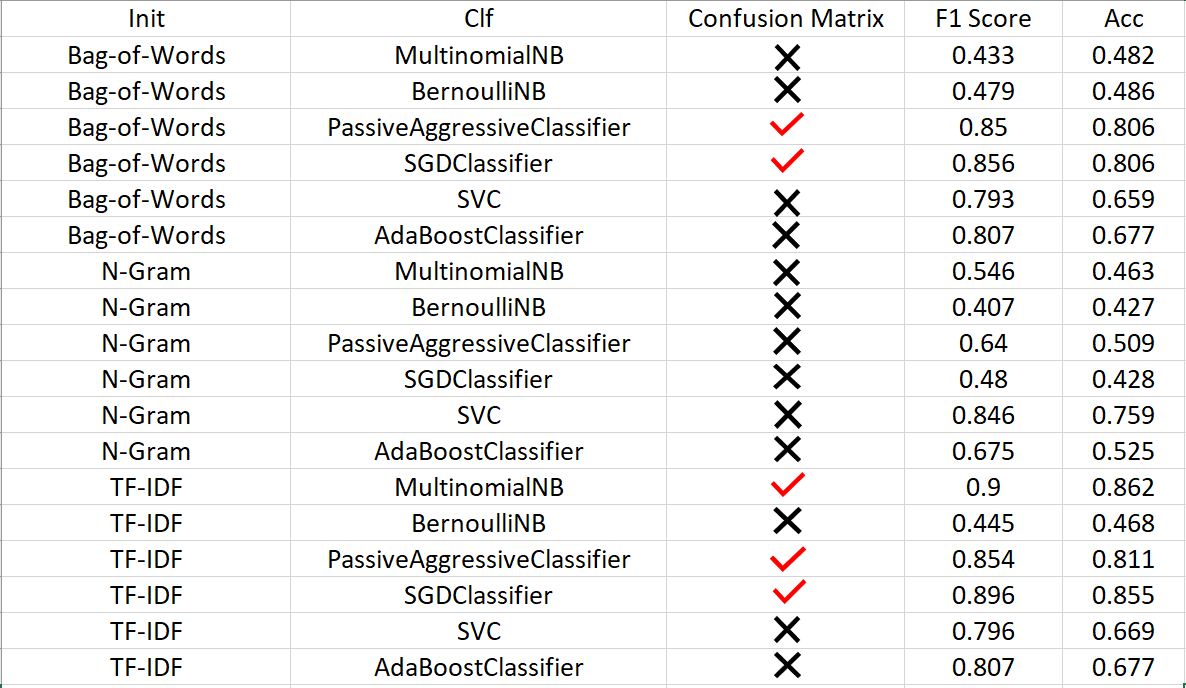 Init Clf Confusion Matrix F1 Score Acc
Bag-of-Words MultinomialNB ✕ 0.433 0.482
Bag-of-Words BernoulliNB ✕ 0.479 0.486
Bag-of-Words PassiveAggressiveClassifier ✓ 0.85 0.806
Bag-of-Words SGDClassifier ✓ 0.856 0.806
Bag-of-Words SVC ✕ 0.793 0.659
Bag-of-Words AdaBoostClassifier ✕ 0.807 0.677
N-Gram MultinomialNB ✕ 0.546 0.463
N-Gram BernoulliNB ✕ 0.407 0.427
N-Gram PassiveAggressiveClassifier ✕ 0.64 0.509
N-Gram SGDClassifier ✕ 0.48 0.428
N-Gram SVC ✕ 0.846 0.759
N-Gram AdaBoostClassifier ✕ 0.675 0.525
TF-IDF MultinomialNB ✓ 0.9 0.862
TF-IDF BernoulliNB ✕ 0.445 0.468
TF-IDF PassiveAggressiveClassifier ✓ 0.854 0.811
TF-IDF SGDClassifier ✓ 0.896 0.855
TF-IDF SVC ✕ 0.796 0.669
TF-IDF AdaBoostClassifier ✕ 0.807 0.677